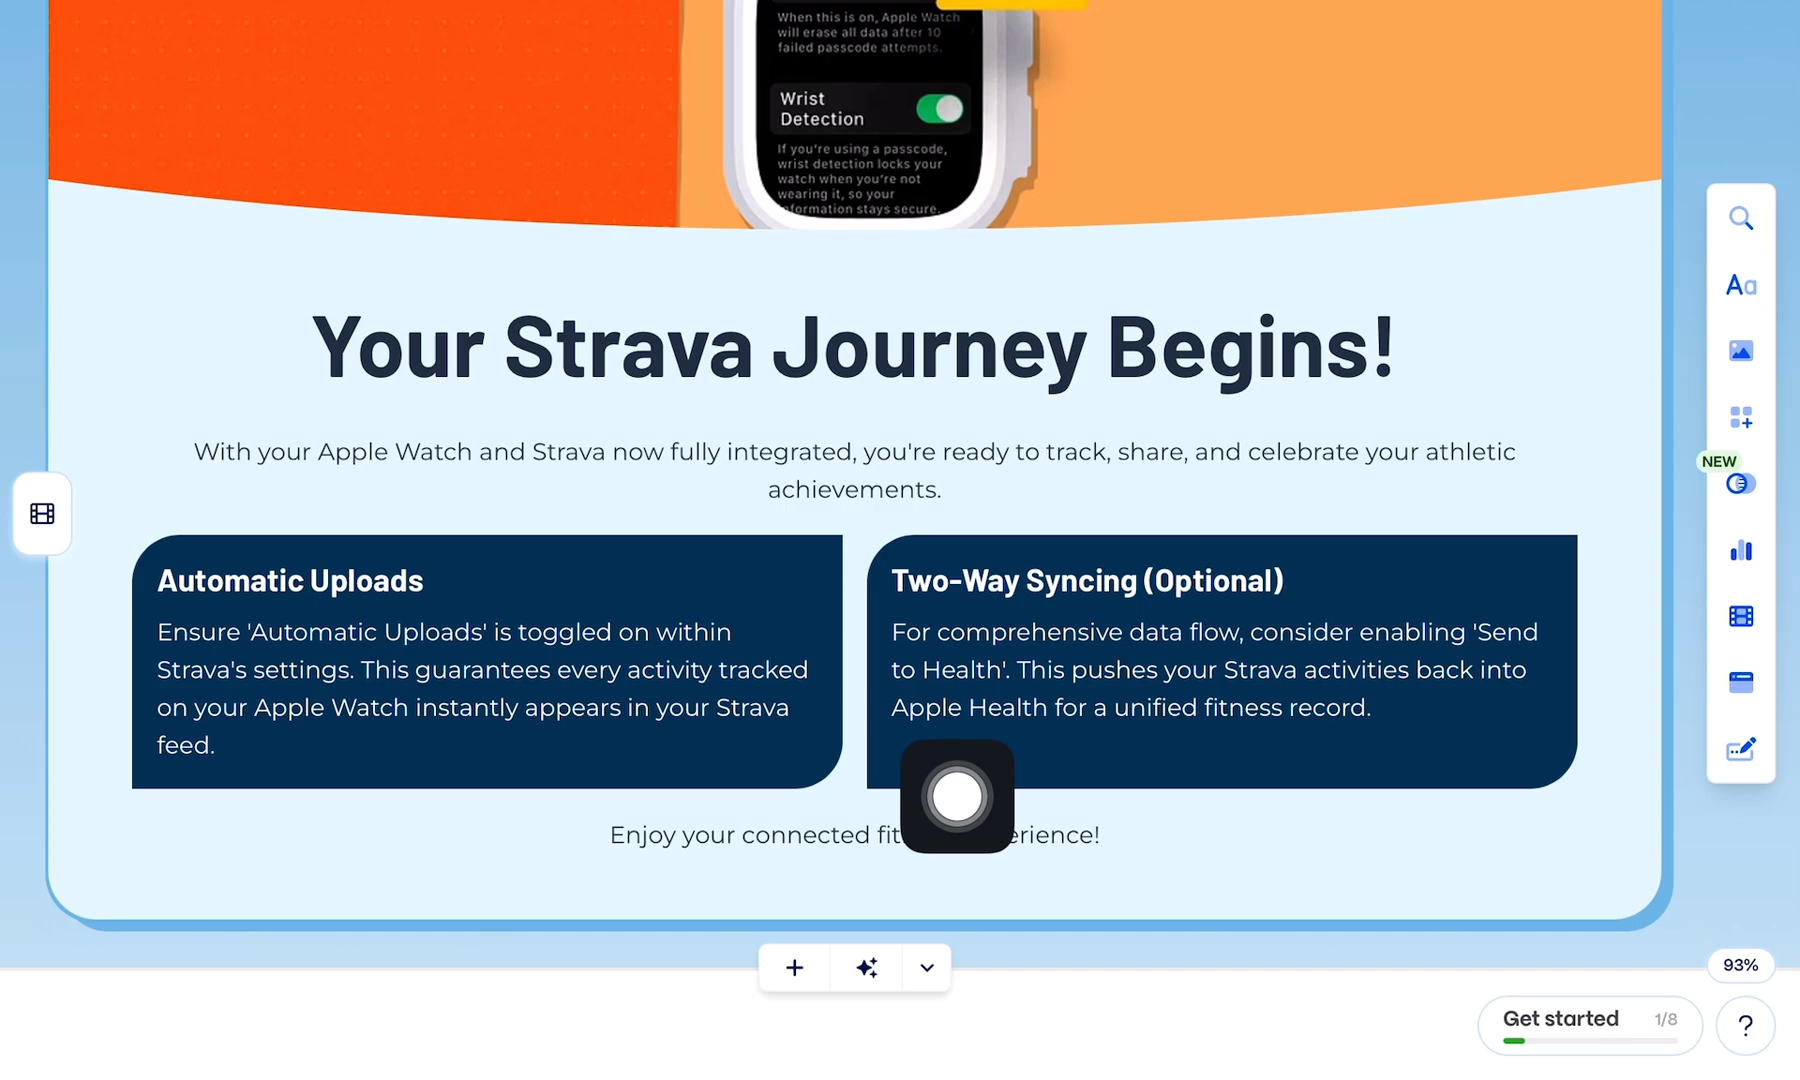 When this is on, Apple Watch
will erase all data after 10
failed passcode attempts.
Wrist
Detection
If you're using a passcode,
wrist detection locks your
watch when you're not
wearing it, so your
information stays secure.
Your Strava Journey Begins!
With your Apple Watch and Strava now fully integrated, you're ready to track, share, and celebrate your athletic
achievements.
Automatic Uploads
Ensure 'Automatic Uploads' is toggled on within
Strava's settings. This guarantees every activity tracked
on your Apple Watch instantly appears in your Strava
feed.
Two-Way Syncing (Optional)
For comprehensive data flow, consider enabling 'Send
to Health'. This pushes your Strava activities back into
Apple Health for a unified fitness record.
Enjoy your connected
Aa
NEW
93%
Get started 1/8
?